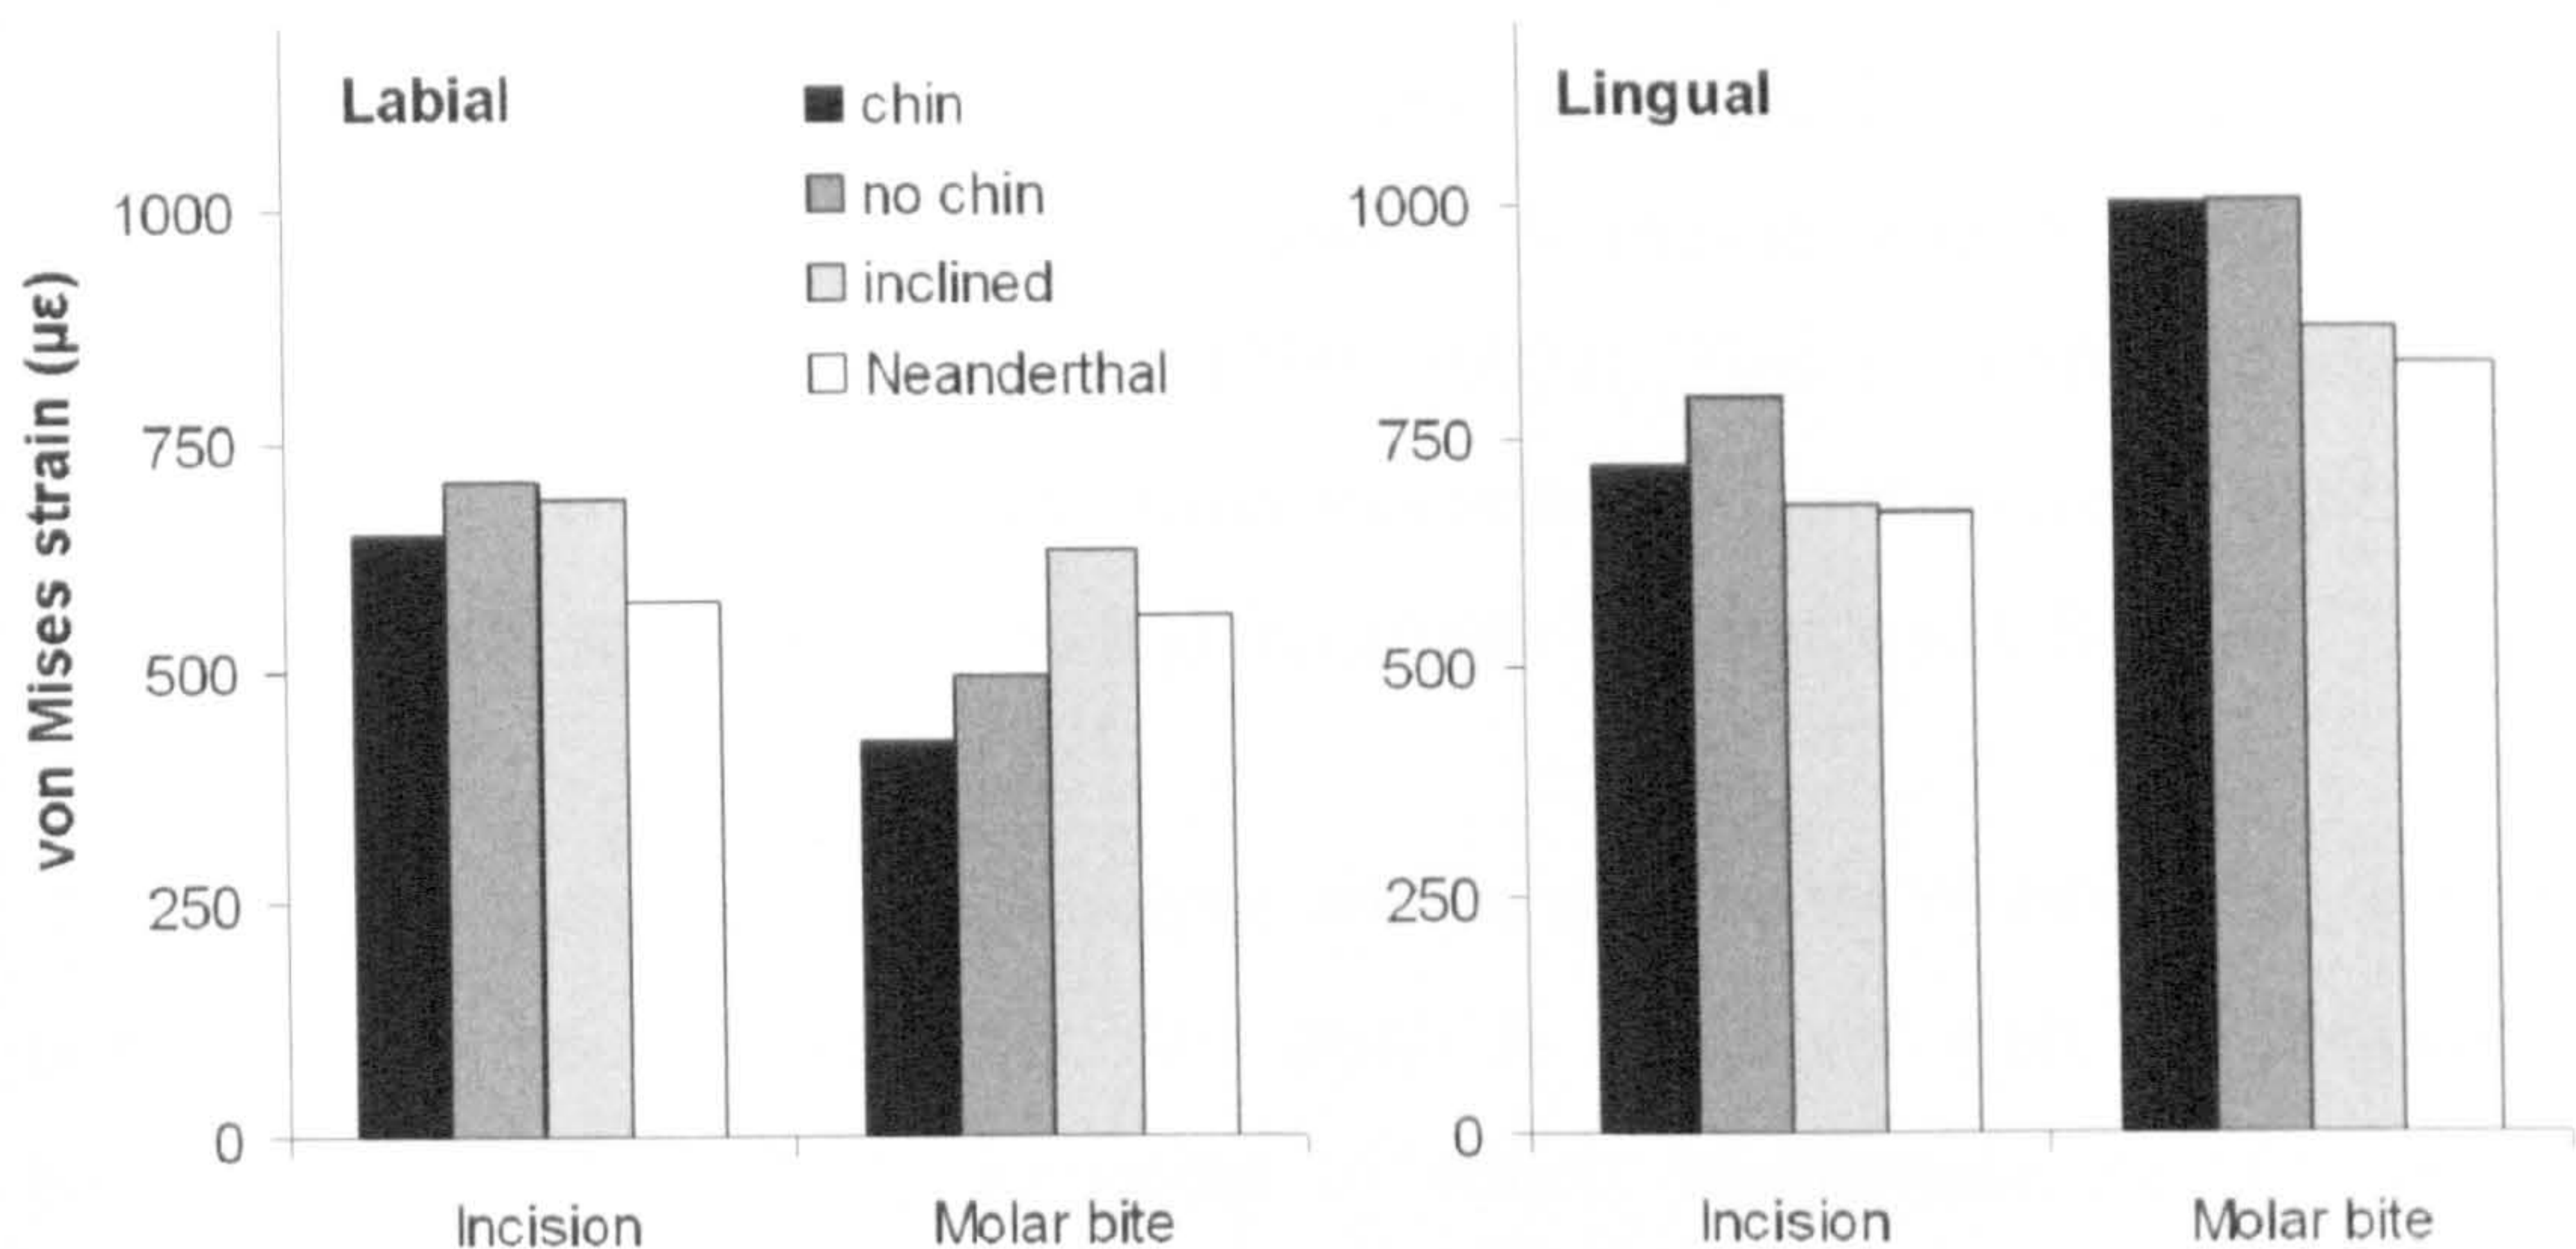 Labial
chin
no chin
inclined
Neanderthal
von Mises strain (με)
1000
750
500
250
0
Incision
Molar bite
Lingual
1000
750
500
250
0
Incision
Molar bite